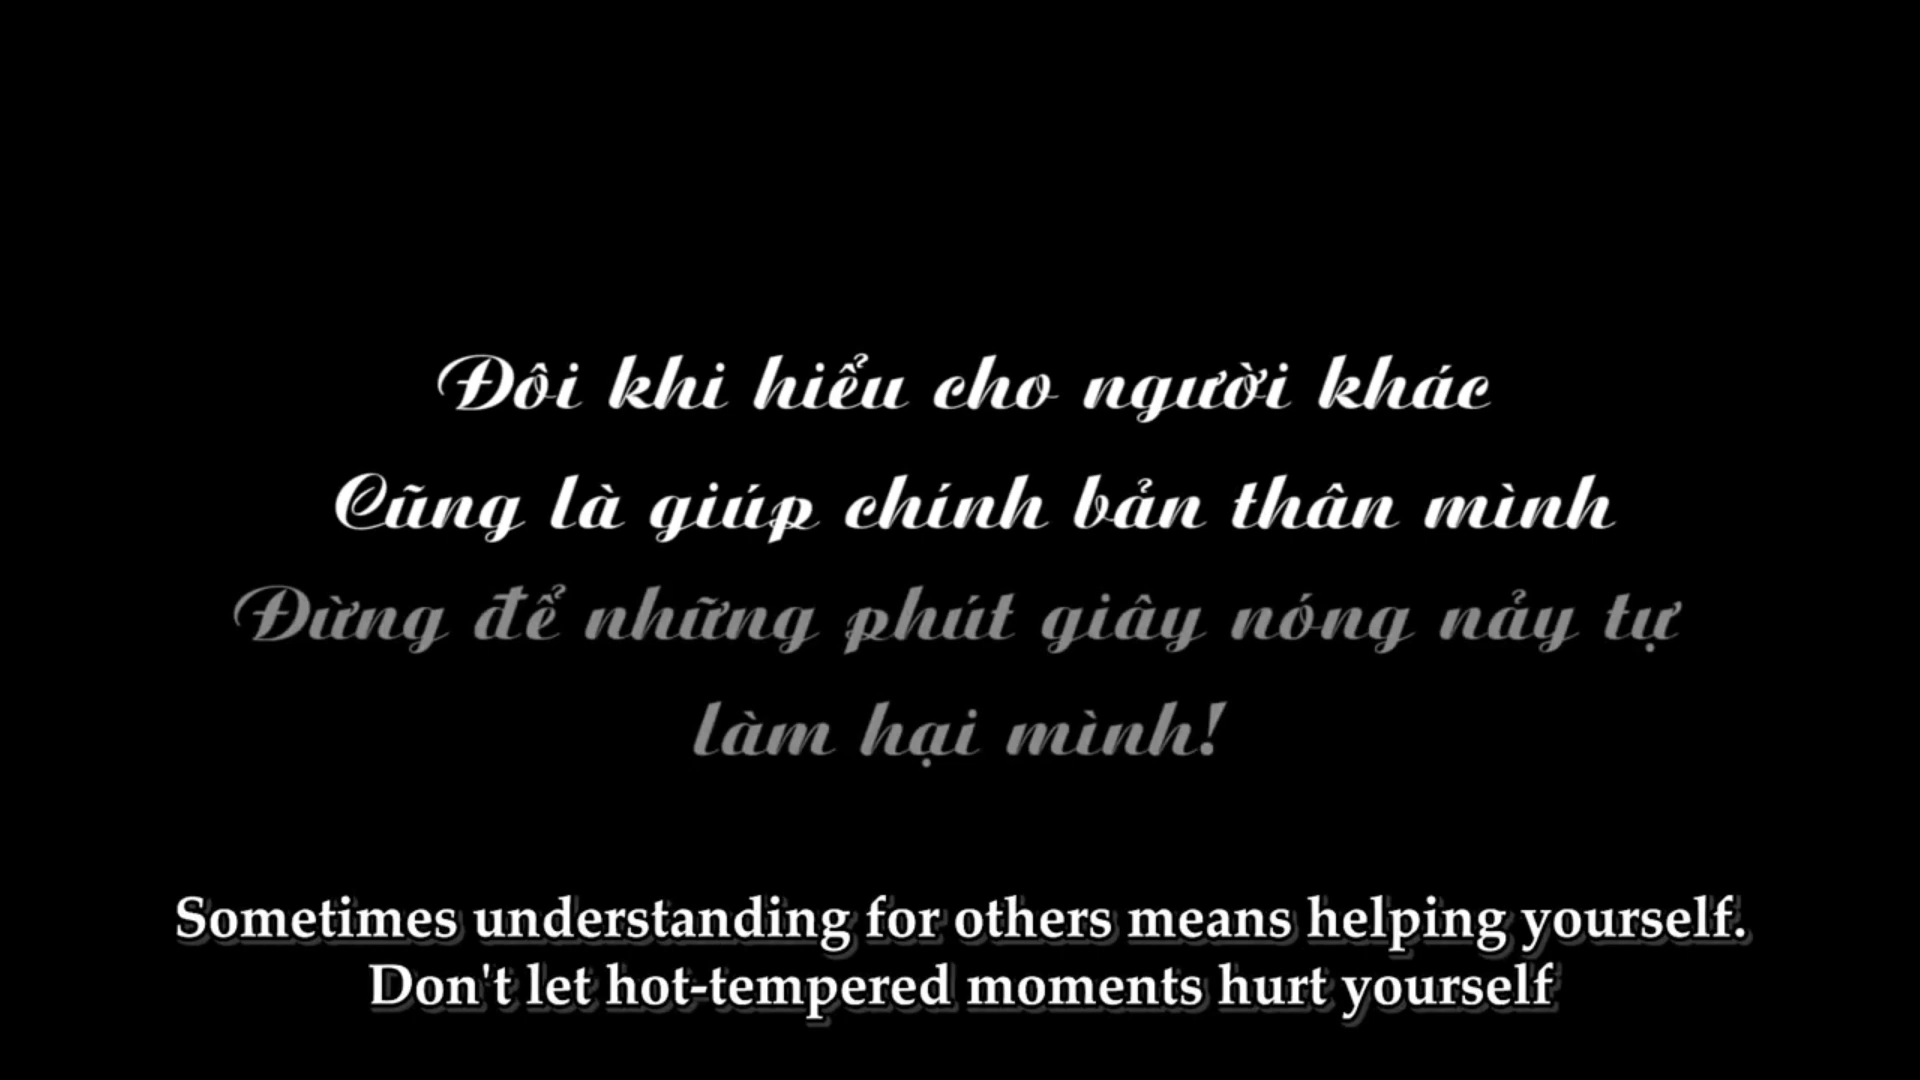 Đôi khi hiểu cho người khác
Cũng là giúp chính bản thân mình
Đừng để những phút giây nóng nảy tự
làm hại mình!
Sometimes understanding for others means helping yourself.
Don't let hot-tempered moments hurt yourself